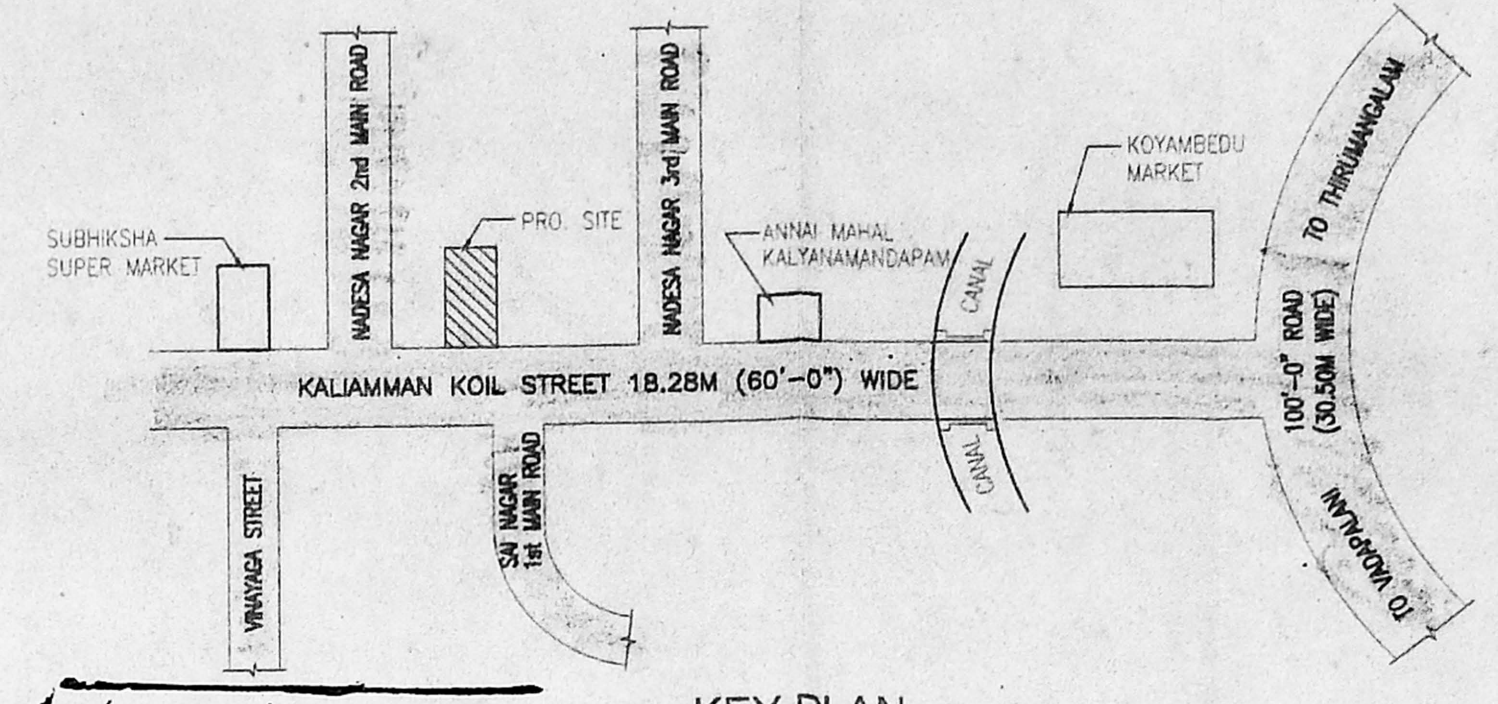 NADESA NAGAR 2nd MAIN ROAD
NADESA NAGAR 3rd MAIN ROAD
SUBHIKSHA
SUPER MARKET
PRO. SITE
ANNAI MAHAL
KALYANAMANDAPAM
CANAL
KOYAMBEDU
MARKET
TO THIRUMANGALAM
100'-0" ROAD
(30.50M WIDE)
KALIAMMAN KOIL STREET 18.28M (60'-0") WIDE
VINAYAGA STREET
SAI NAGAR
1st MAIN ROAD
CANAL
TO VADAPALANI
KEY PLAN